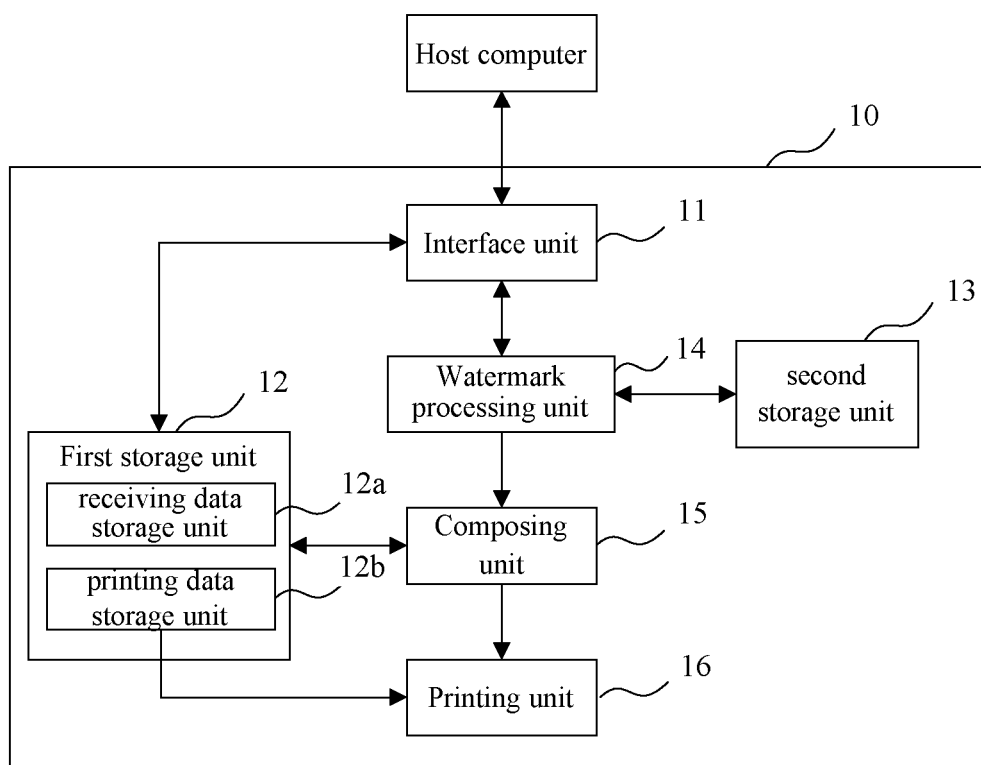 Host computer
10
11
Interface unit
13
14
Watermark
processing unit
second
storage unit
12
First storage unit
12a
receiving data
storage unit
15
Composing
unit
12b
printing data
storage unit
16
Printing unit